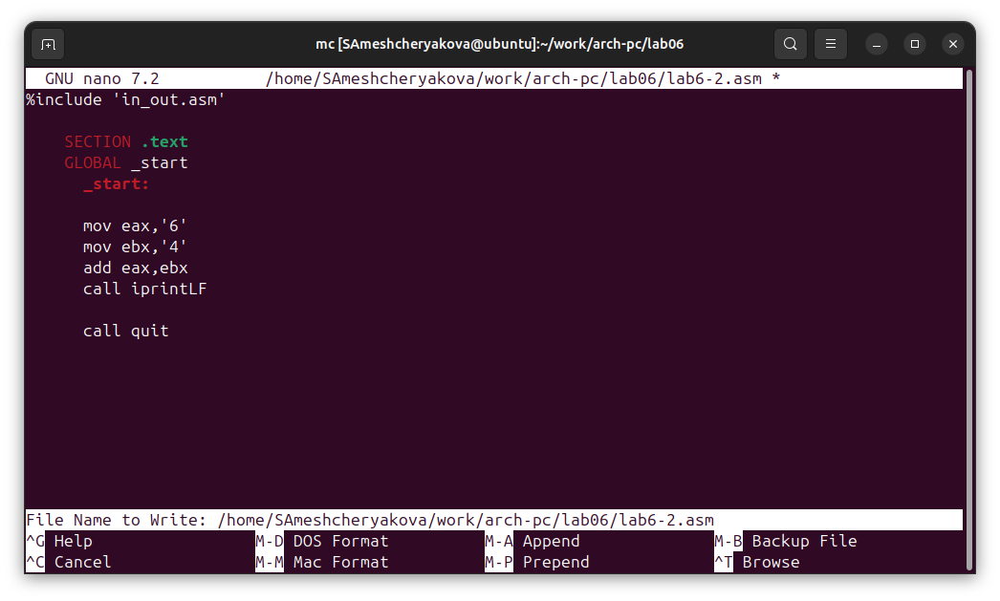 mc [SAmeshcheryakova@ubuntu]:~/work/arch-pc/lab06
GNU nano 7.2 /home/SAmeshcheryakova/work/arch-pc/lab06/lab6-2.asm *
%include 'in_out.asm'
SECTION .text
GLOBAL _start
_start:
mov eax,'6'
mov ebx,'4'
add eax,ebx
call iprintLF
call quit
File Name to Write: /home/SAmeshcheryakova/work/arch-pc/lab06/lab6-2.asm
^G Help M-D DOS Format M-A Append M-B Backup File
^C Cancel M-M Mac Format M-P Prepend ^T Browse